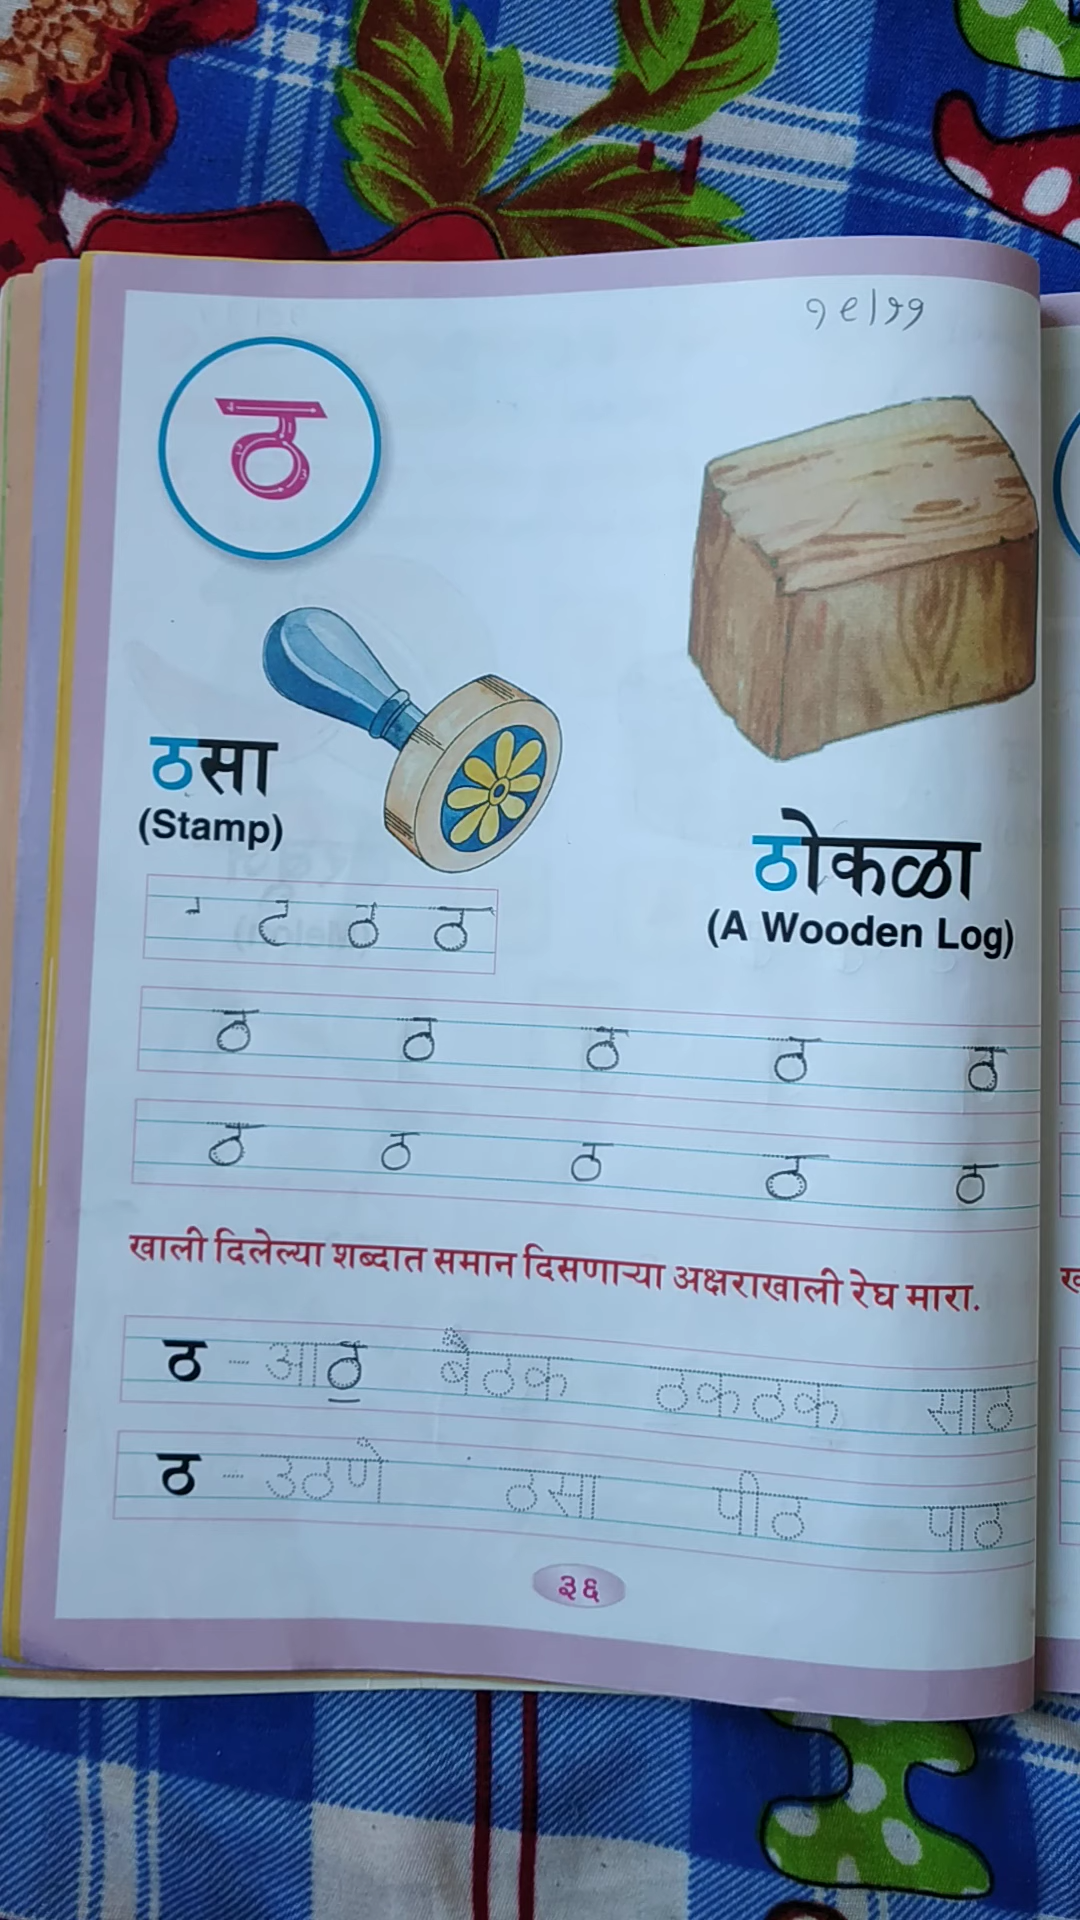 १९/११
ठ
ठसा
(Stamp)
ठोकळा
(A Wooden Log)
ठ ठ
ठ ठ ठ ठ ठ
ठ ठ ठ ठ ठ
खाली दिलेल्या शब्दात समान दिसणाऱ्या अक्षराखाली रेघ मारा.
ठ - आठ बैठक ठकठक साठ
ठ - उठणे ठसा पीठ पाठ
३६